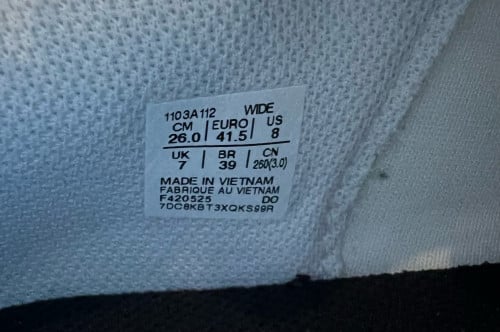 1103A112 WIDE
CM EURO US
26.0 41.5 8
UK BR CN
7 39 260(3.0)
MADE IN VIETNAM
FABRIQUE AU VIETNAM
F420525 DO
7DC8KBT3XQKS99R